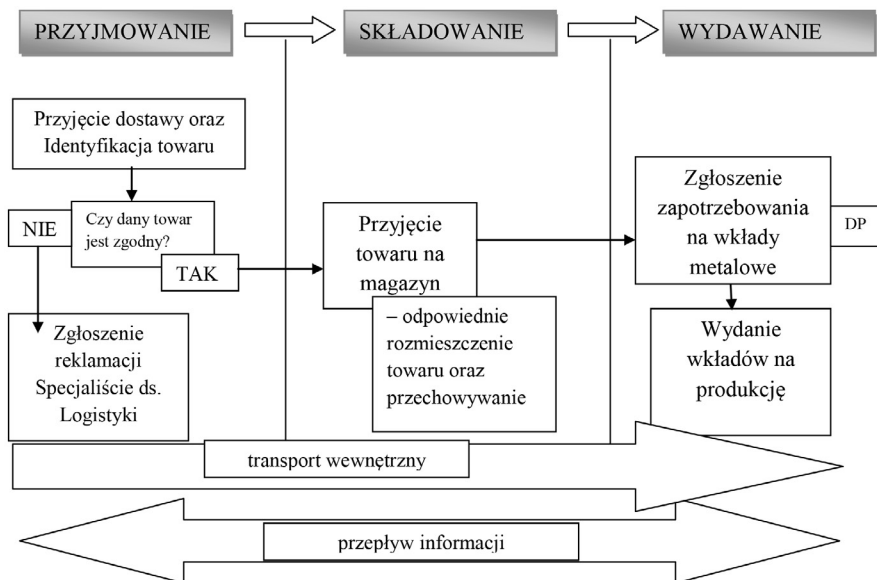 PRZYJMOWANIE
SKŁADOWANIE
WYDAWANIE
Przyjęcie dostawy oraz
Identyfikacja towaru
Czy dany towar
jest zgodny?
NIE
TAK
Zgłoszenie
reklamacji
Specjaliście ds.
Logistyki
Przyjęcie
towaru na
magazyn
– odpowiednie
rozmieszczenie
towaru oraz
przechowywanie
Zgłoszenie
zapotrzebowania
na wkłady
metalowe
DP
Wydanie
wkładów na
produkcję
transport wewnętrzny
przepływ informacji